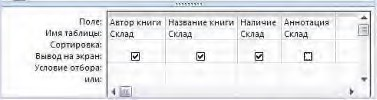 Поле: Автор книги Название книги Наличие Аннотация
Имя таблицы: Склад Склад Склад Склад
Сортировка:
Вывод на экран:
Условие отбора:
или: